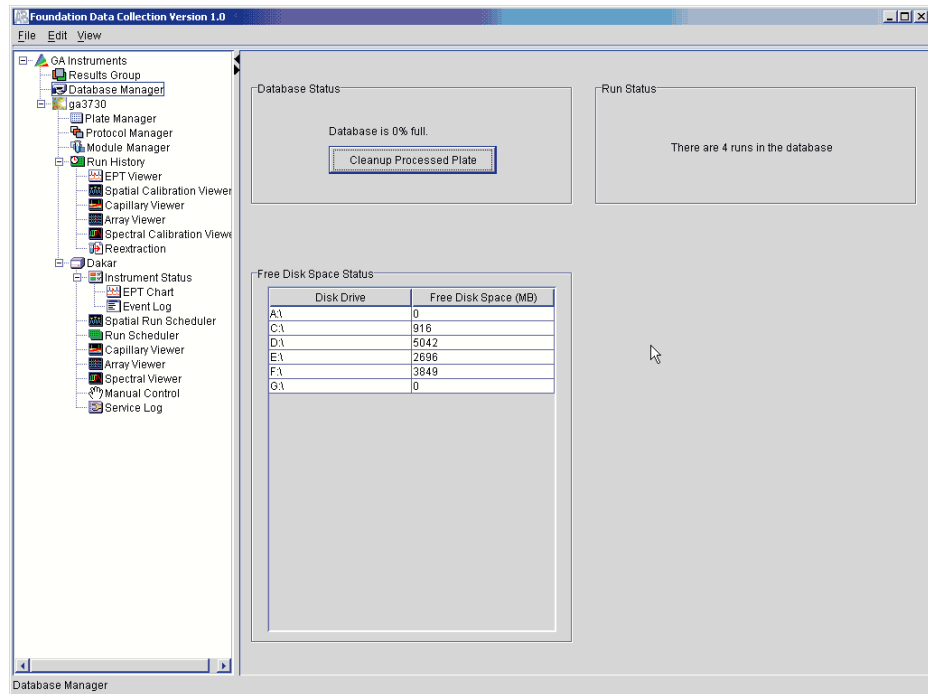 Foundation Data Collection Version 1.0
File Edit View
GA Instruments
Results Group
Database Manager
ga3730
Plate Manager
Protocol Manager
Module Manager
Run History
EPT Viewer
Spatial Calibration Viewer
Capillary Viewer
Array Viewer
Spectral Calibration Viewe
Reextraction
Dakar
Instrument Status
EPT Chart
Event Log
Spatial Run Scheduler
Run Scheduler
Capillary Viewer
Array Viewer
Spectral Viewer
Manual Control
Service Log
Database Status
Database is 0% full.
Cleanup Processed Plate
Run Status
There are 4 runs in the database
Free Disk Space Status
Disk Drive Free Disk Space (MB)
A:\ 0
C:\ 916
D:\ 5042
E:\ 2696
F:\ 3849
G:\ 0
Database Manager